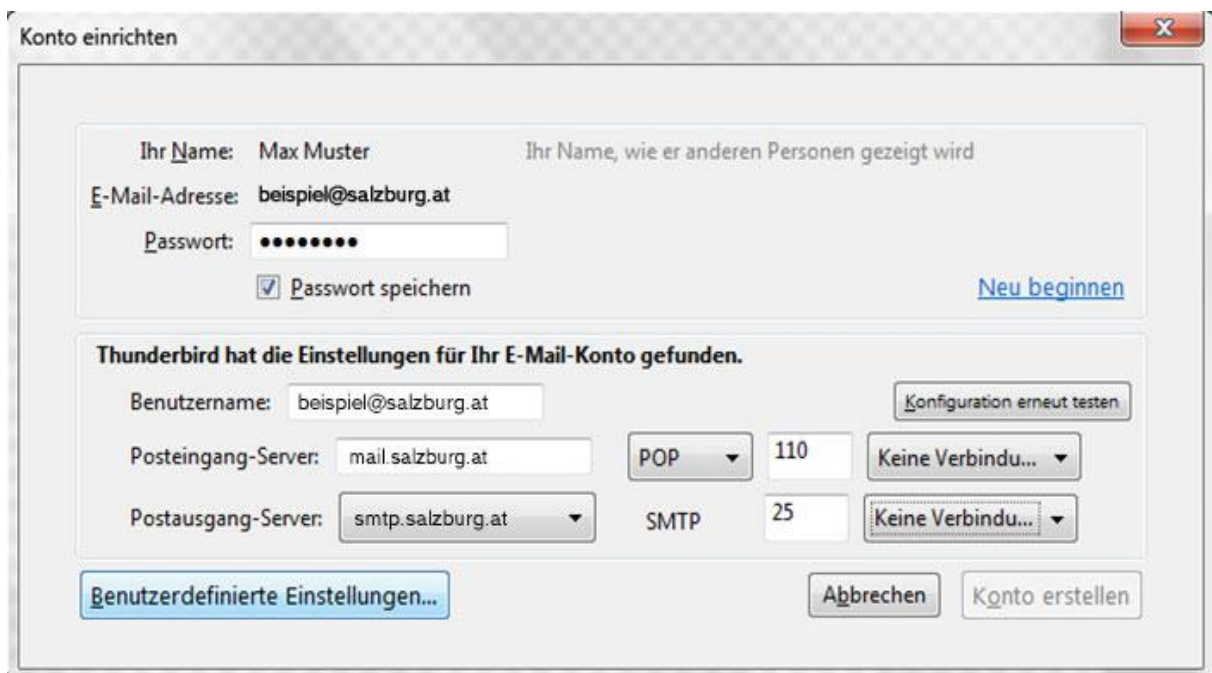 Konto einrichten
Ihr Name: Max Muster Ihr Name, wie er anderen Personen gezeigt wird
E-Mail-Adresse: beispiel@salzburg.at
Passwort: ●●●●●●●●
Passwort speichern Neu beginnen
Thunderbird hat die Einstellungen für Ihr E-Mail-Konto gefunden.
Benutzername: beispiel@salzburg.at Konfiguration erneut testen
Posteingang-Server: mail.salzburg.at POP 110 Keine Verbindu...
Postausgang-Server: smtp.salzburg.at SMTP 25 Keine Verbindu...
Benutzerdefinierte Einstellungen... Abbrechen Konto erstellen